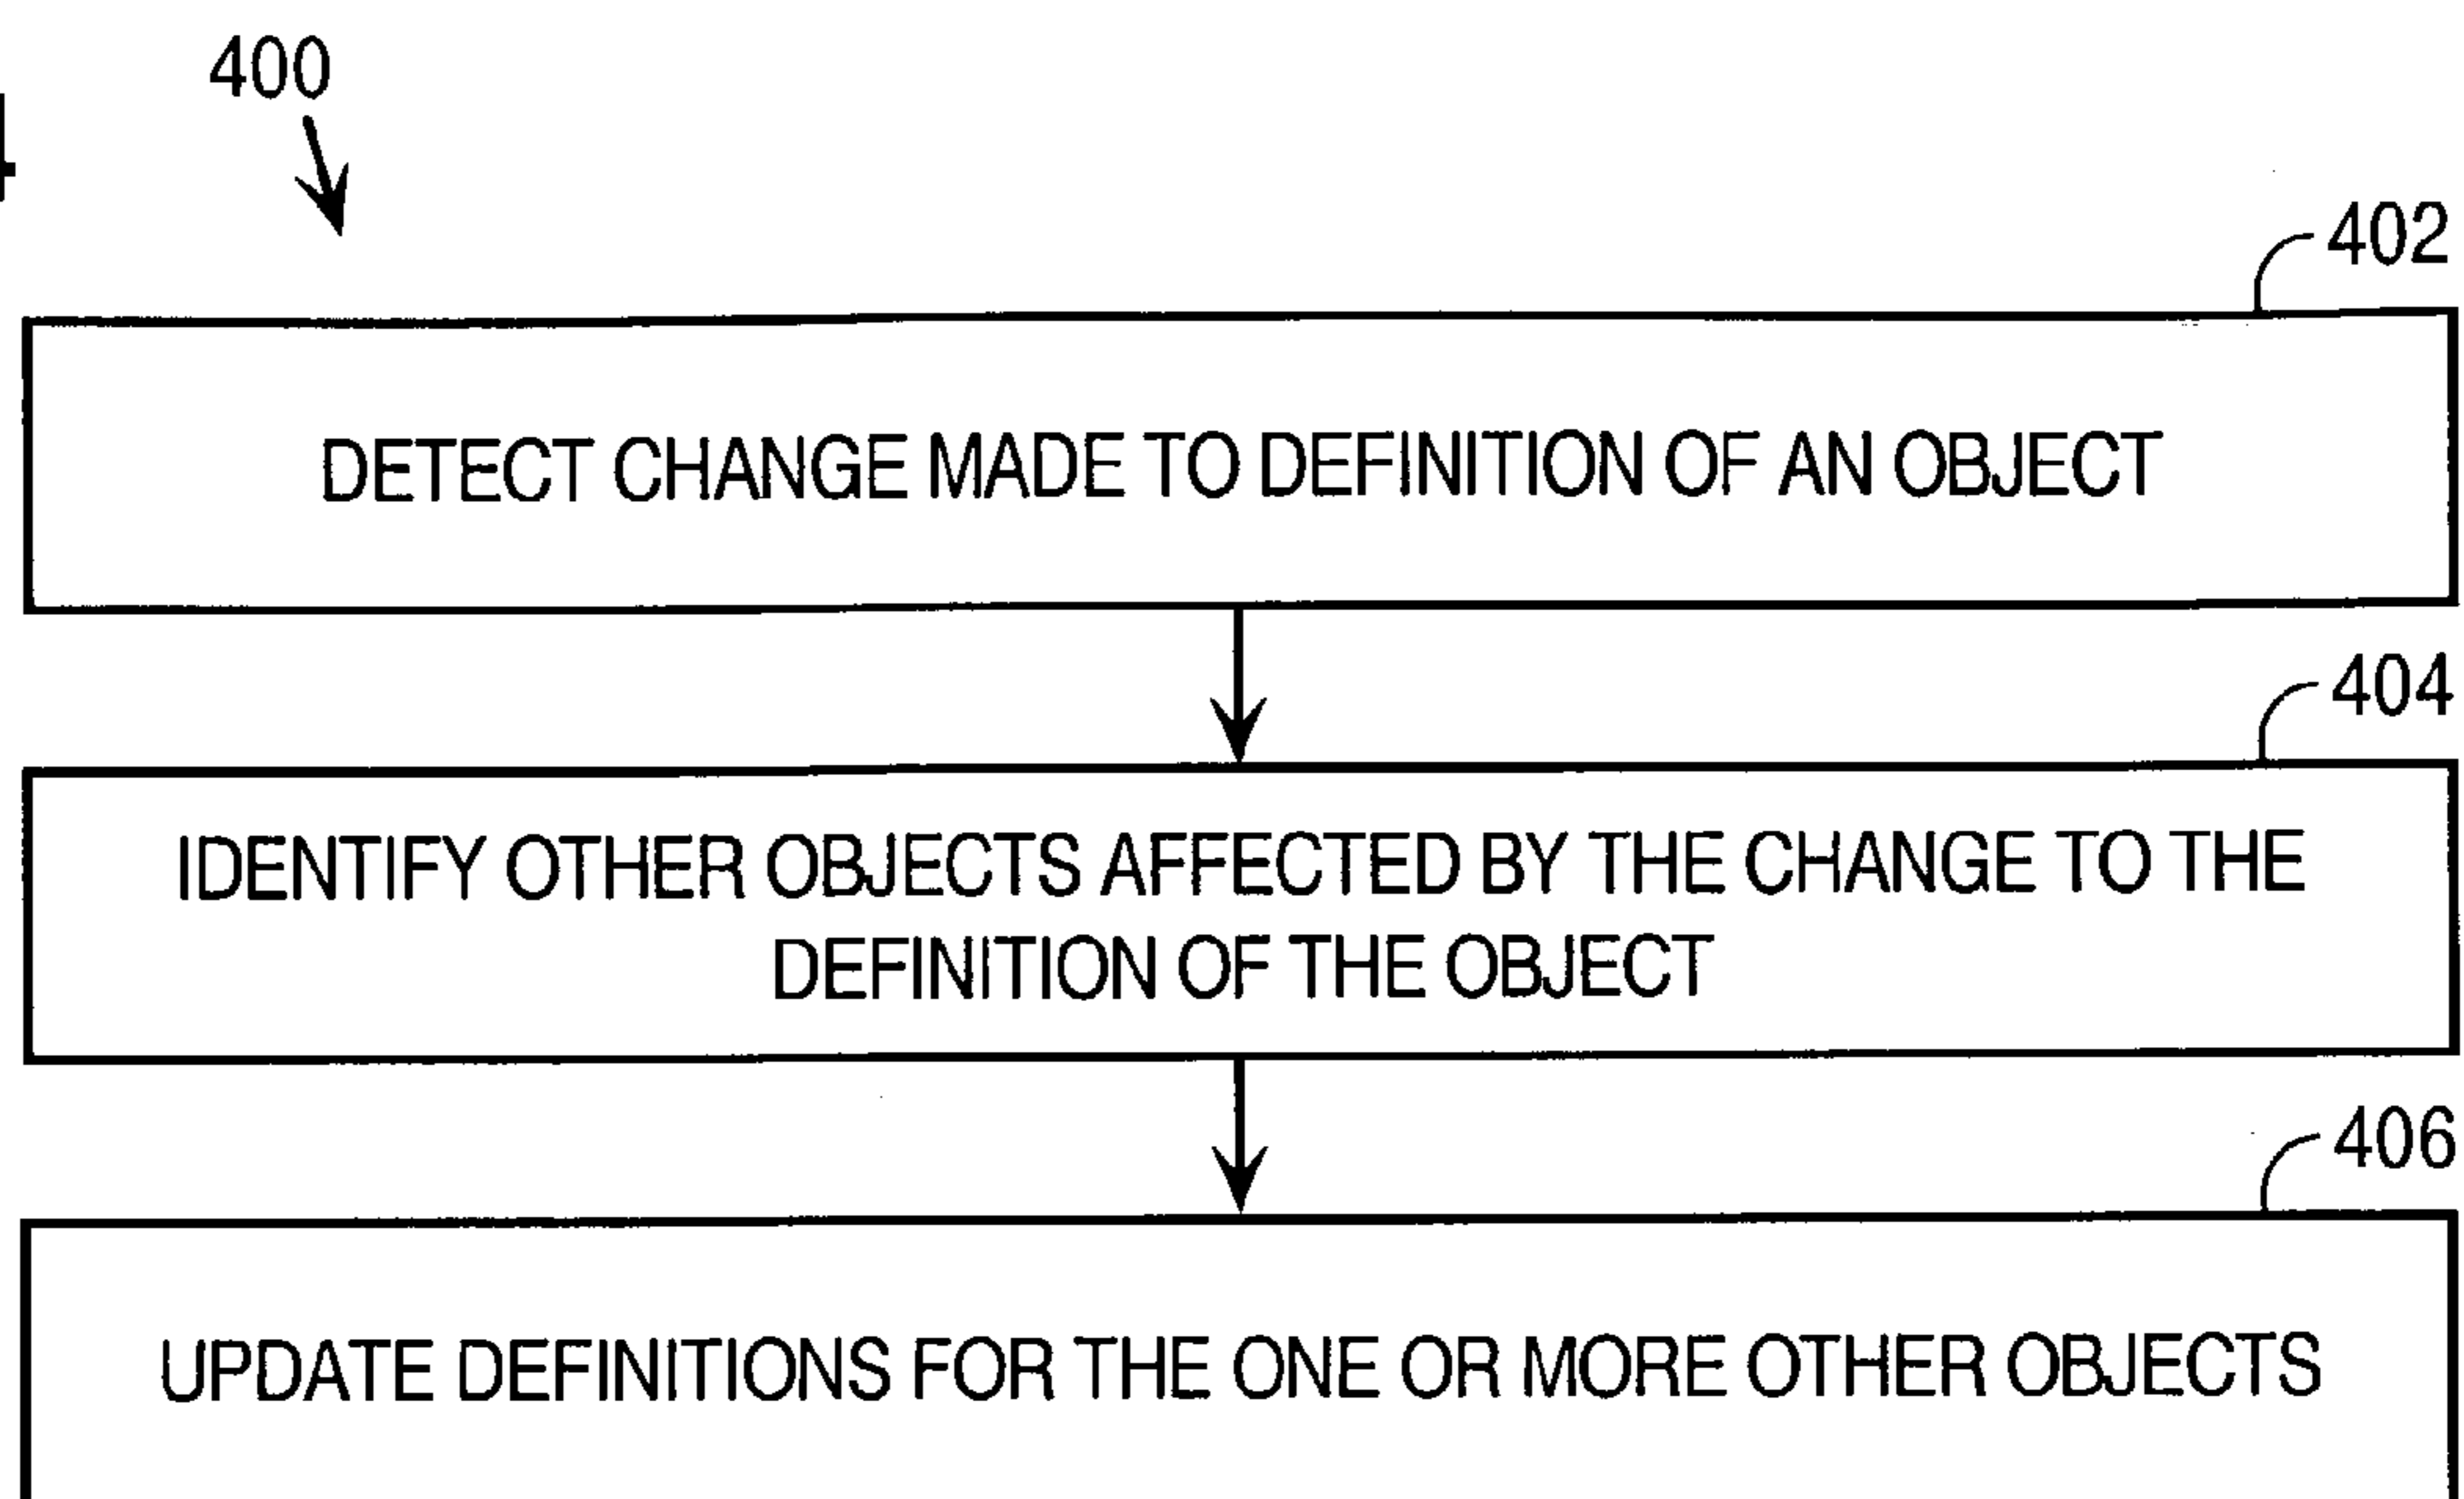 400
4
402
DETECT CHANGE MADE TO DEFINITION OF AN OBJECT
404
IDENTIFY OTHER OBJECTS AFFECTED BY THE CHANGE TO THE
DEFINITION OF THE OBJECT
406
UPDATE DEFINITIONS FOR THE ONE OR MORE OTHER OBJECTS